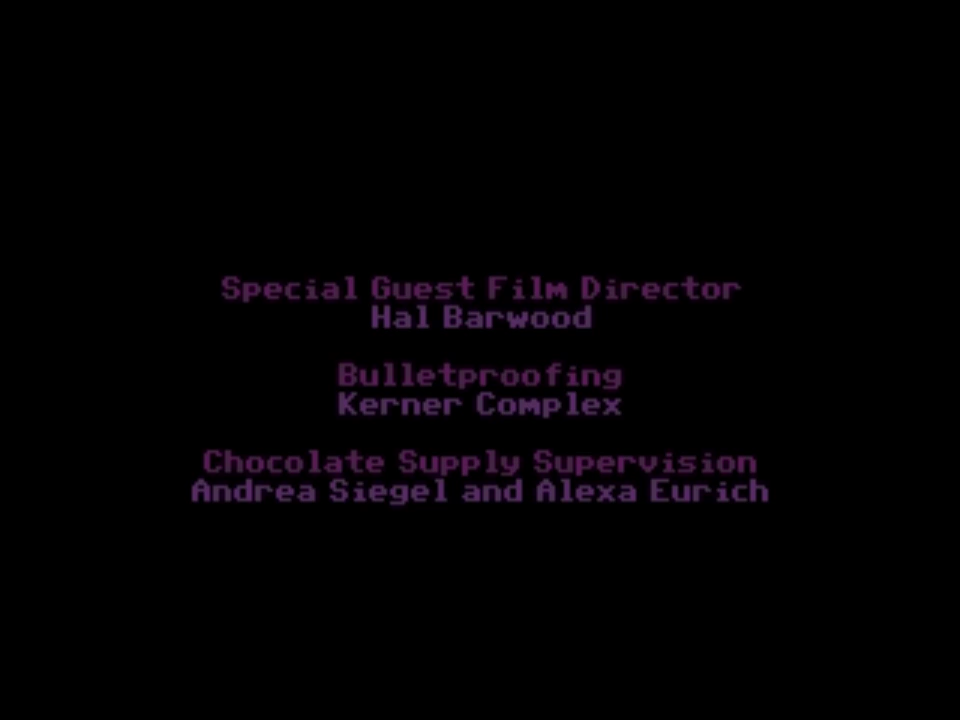 Special Guest Film Director
Hal Barwood
Bulletproofing
Kerner Complex
Chocolate Supply Supervision
Andrea Siegel and Alexa Eurich